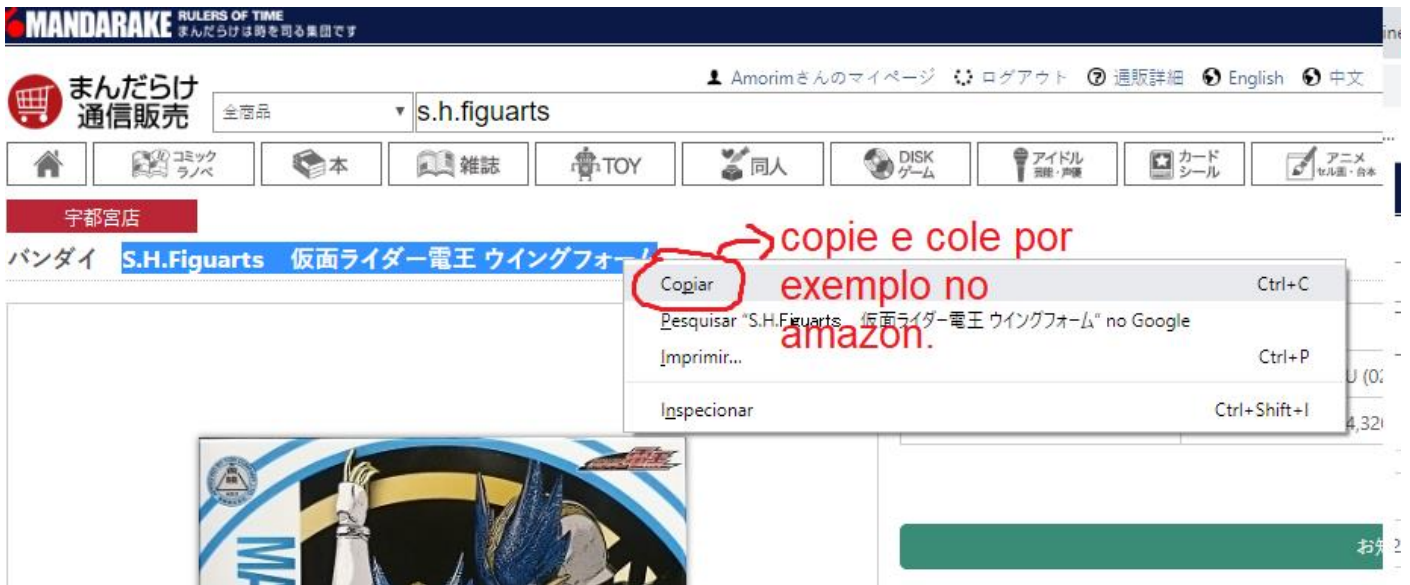 MANDARAKE RULERS OF TIME
まんだらけは時を司る集団です
まんだらけ
通信販売
全商品
s.h.figuarts
Amorimさんのマイページ ログアウト 通販詳細 English 中文
コミック
ラノベ
本
雑誌
TOY
同人
DISK
ゲーム
アイドル
芸能・声優
カード
シール
アニメ
セル画・台本
宇都宮店
バンダイ S.H.Figuarts 仮面ライダー電王 ウイングフォーム
copie e cole por
exemplo no
amazon.
Copiar Ctrl+C
Pesquisar "S.H.Figuarts 仮面ライダー電王 ウイングフォーム" no Google
Imprimir... Ctrl+P
Inspecionar Ctrl+Shift+I
MA